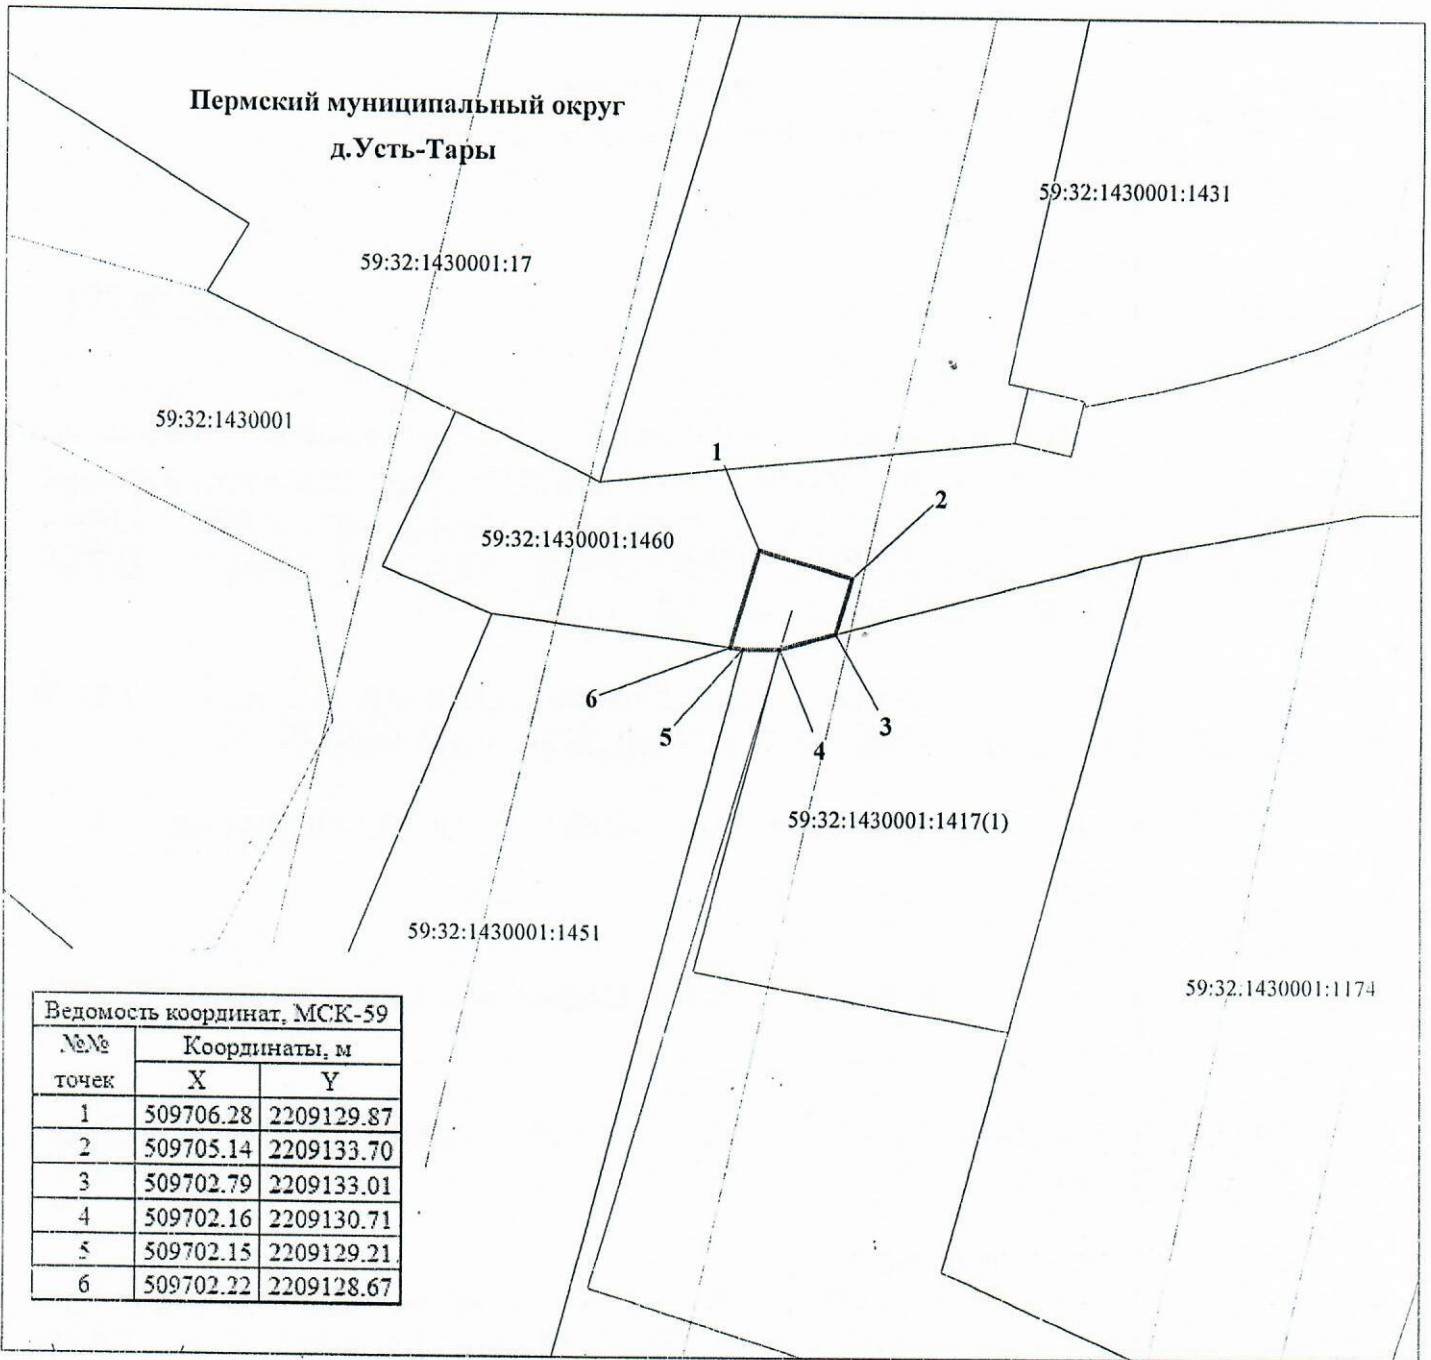 Пермский муниципальный округ
д.Усть-Тары
59:32:1430001:1431
59:32:1430001:17
59:32:1430001
1
2
59:32:1430001:1460
6
5
4
3
59:32:1430001:1417(1)
59:32:1430001:1451
59:32.1430001:1174
Ведомость координат, МСК-59
№№ точек Координаты, м
X Y
1 509706.28 2209129.87
2 509705.14 2209133.70
3 509702.79 2209133.01
4 509702.16 2209130.71
5 509702.15 2209129.21
6 509702.22 2209128.67